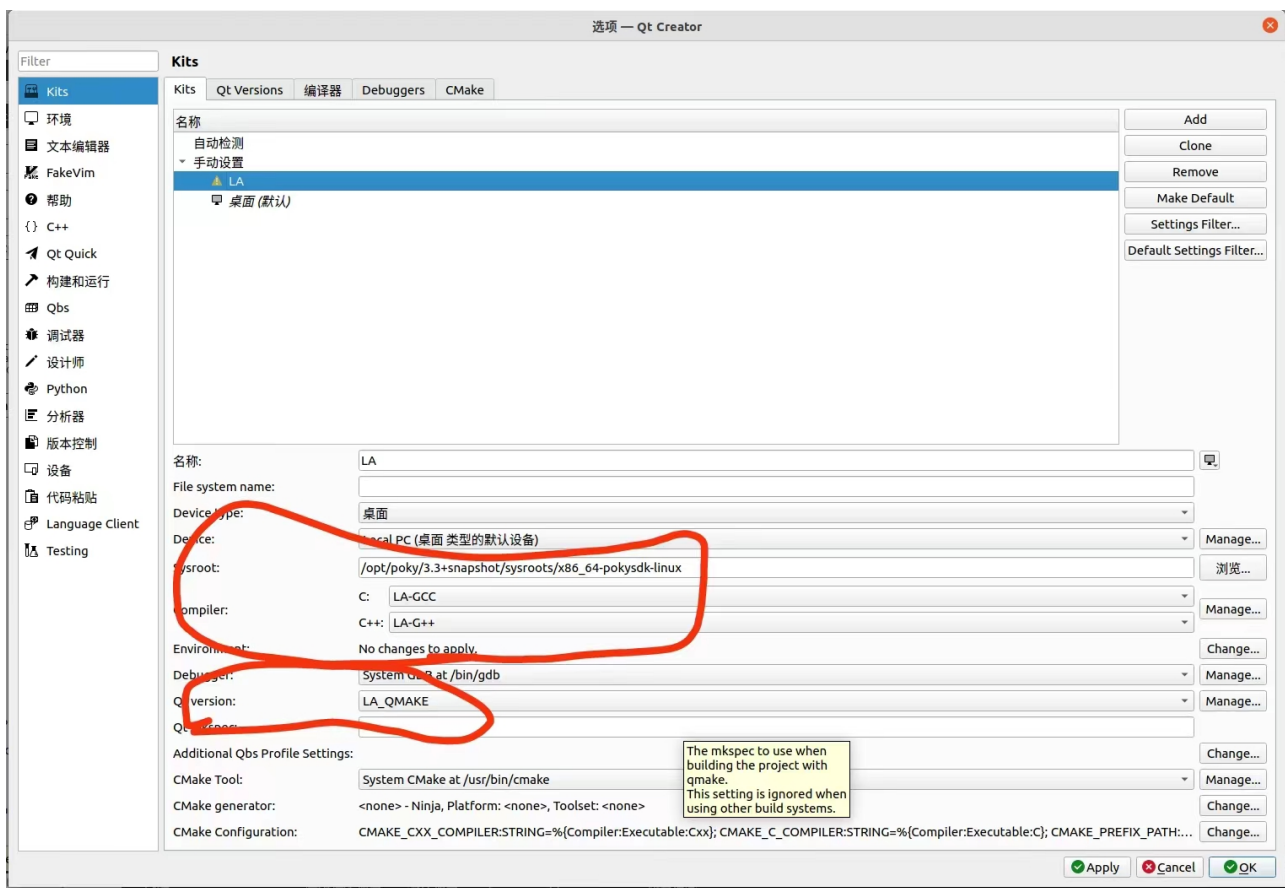 选项 — Qt Creator
Filter
Kits
环境
文本编辑器
FakeVim
帮助
C++
Qt Quick
构建和运行
Qbs
调试器
设计师
Python
分析器
版本控制
设备
代码粘贴
Language Client
Testing
Kits
Kits Qt Versions 编译器 Debuggers CMake
名称
自动检测
手动设置
LA
桌面 (默认)
Add
Clone
Remove
Make Default
Settings Filter...
Default Settings Filter...
名称: LA
File system name:
Device type: 桌面
Device: Local PC (桌面 类型的默认设备) Manage...
Sysroot: /opt/poky/3.3+snapshot/sysroots/x86_64-pokysdk-linux 浏览...
Compiler: C: LA-GCC Manage...
C++: LA-G++
Environment: No changes to apply. Change...
Debugger: System GDB at /bin/gdb Manage...
Qt version: LA_QMAKE Manage...
The mkspec to use when
building the project with
qmake.
This setting is ignored when
using other build systems.
Additional Qbs Profile Settings: Change...
CMake Tool: System CMake at /usr/bin/cmake Manage...
CMake generator: <none> - Ninja, Platform: <none>, Toolset: <none> Change...
CMake Configuration: CMAKE_CXX_COMPILER:STRING=%{Compiler:Executable:Cxx}; CMAKE_C_COMPILER:STRING=%{Compiler:Executable:C}; CMAKE_PREFIX_PATH:... Change...
Apply Cancel OK